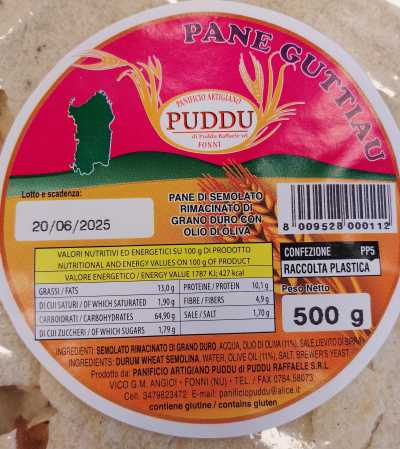 PANE GUTTIAU
PANIFICIO ARTIGIANO
PUDDU
di Puddu Raffaele srl
FONNI
Lotto e scadenza:
20/06/2025
PANE DI SEMOLATO
RIMACINATO DI
GRANO DURO CON
OLIO DI OLIVA
8 009528 000112
VALORI NUTRITIVI ED ENERGETICI SU 100 g DI PRODOTTO
NUTRITIONAL AND ENERGY VALUES ON 100 g OF PRODUCT
VALORE ENERGETICO / ENERGY VALUE 1787 KJ; 427 kcal
GRASSI / FATS 13,0 g PROTEINE / PROTEIN 10,1 g
DI CUI SATURI / OF WHICH SATURATED 1,90 g FIBRE / FIBERS 4,9 g
CARBOIDRATI / CARBOHYDRATES 64,90 g SALE / SALT 1,70 g
DI CUI ZUCCHERI / OF WHICH SUGARS 1,79 g
CONFEZIONE PP5
RACCOLTA PLASTICA
Peso Netto
500 g
INGREDIENTI: SEMOLATO RIMACINATO DI GRANO DURO, ACQUA, OLIO DI OLIVA (11%), SALE, LIEVITO DI BIRRA
INGREDIENTS: DURUM WHEAT SEMOLINA, WATER, OLIVE OIL (11%), SALT, BREWER'S YEAST
Prodotto da: PANIFICIO ARTIGIANO PUDDU di PUDDU RAFFAELE S.R.L.
VICO G.M. ANGIOI • FONNI (NU) • TEL. / FAX 0784.58073
Cell. 3479823472 E-mail: panificiopuddu@alice.it
contiene glutine / contains gluten